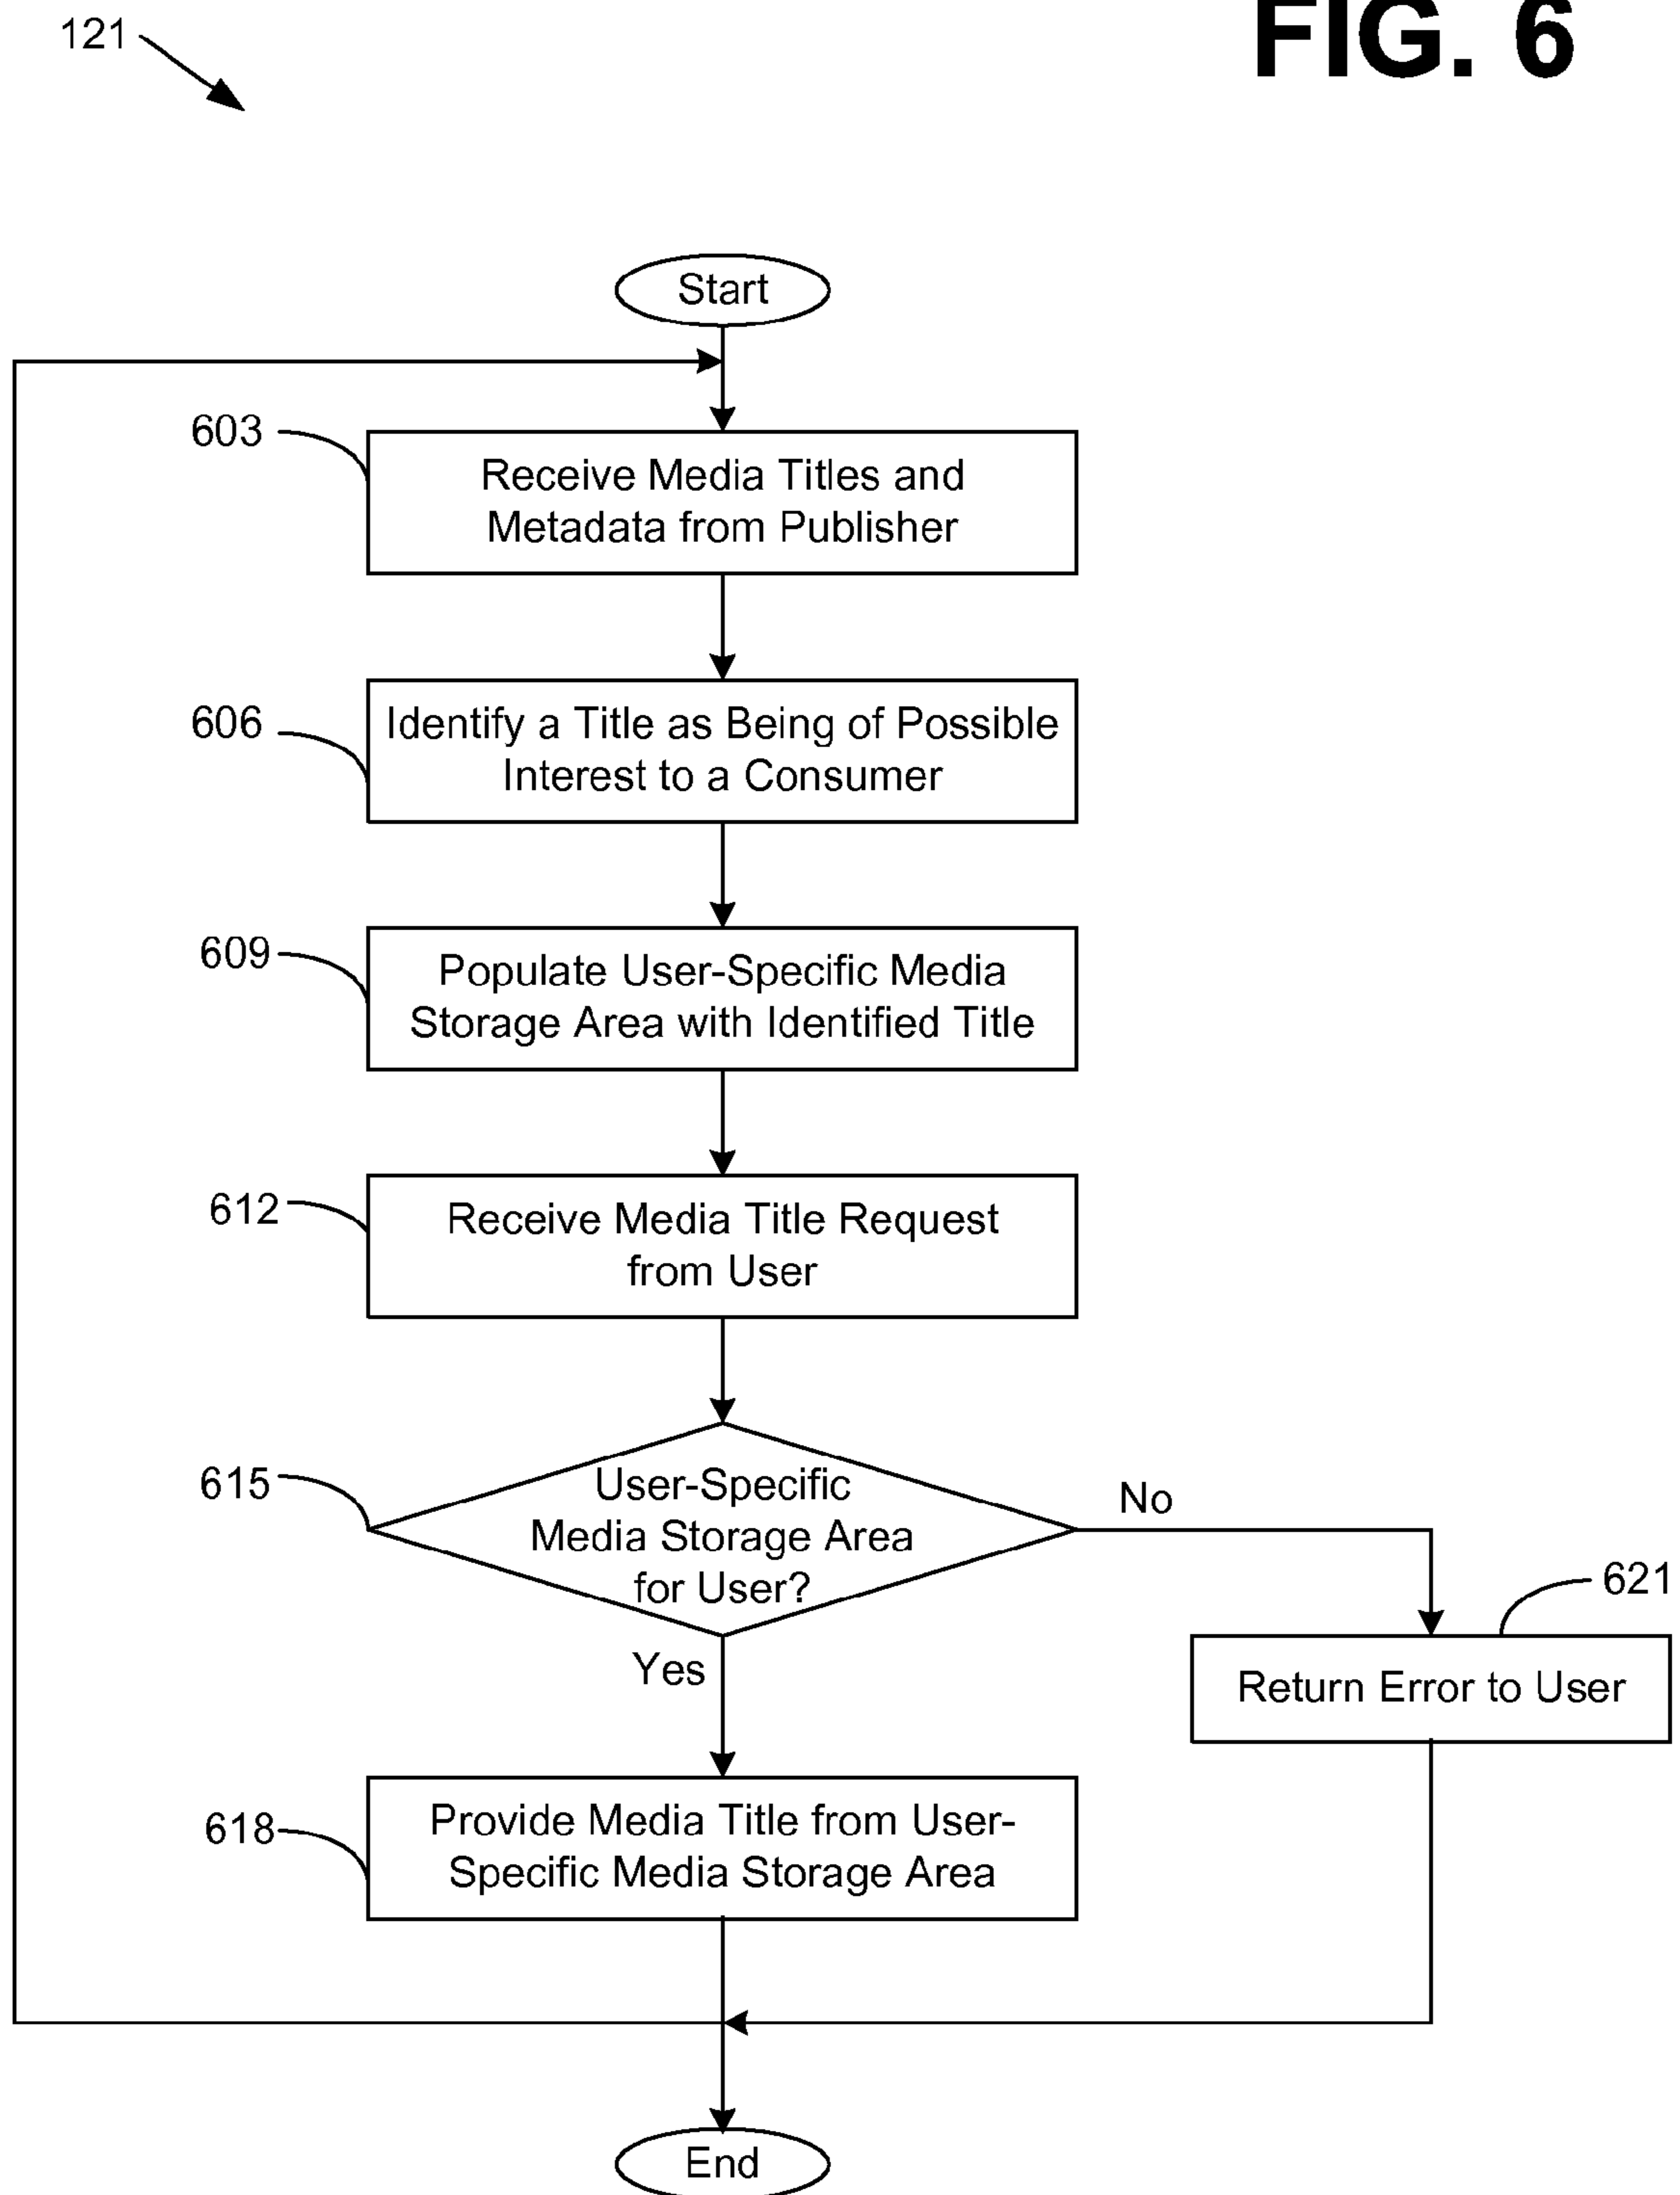 121
FIG. 6
Start
603
Receive Media Titles and
Metadata from Publisher
606
Identify a Title as Being of Possible
Interest to a Consumer
609
Populate User-Specific Media
Storage Area with Identified Title
612
Receive Media Title Request
from User
615
User-Specific
Media Storage Area
for User?
No
621
Return Error to User
Yes
618
Provide Media Title from User-
Specific Media Storage Area
End